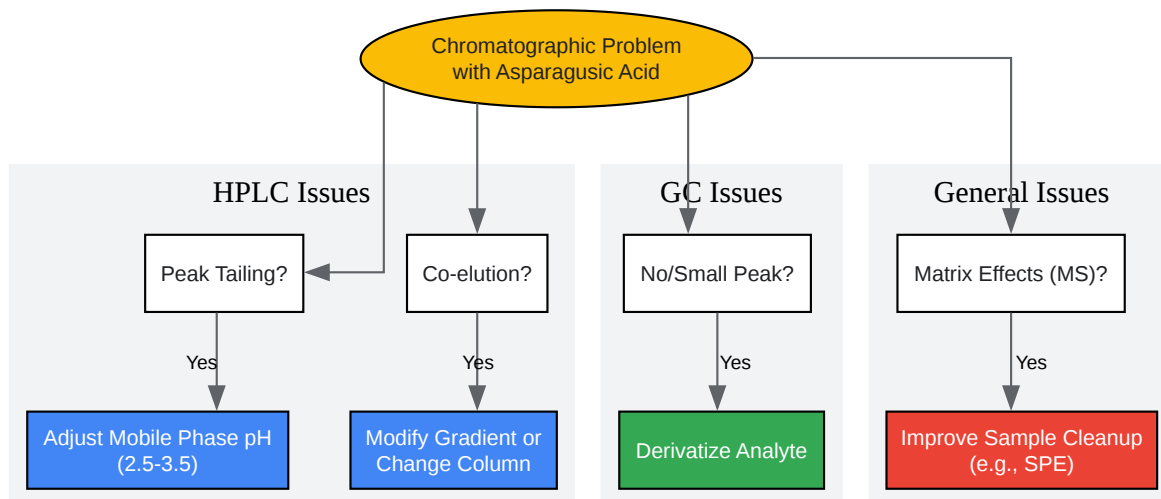 Chromatographic Problem
with Asparagusic Acid
HPLC Issues
GC Issues
General Issues
Peak Tailing?
Co-elution?
No/Small Peak?
Matrix Effects (MS)?
Yes
Yes
Yes
Yes
Adjust Mobile Phase pH
(2.5-3.5)
Modify Gradient or
Change Column
Derivatize Analyte
Improve Sample Cleanup
(e.g., SPE)